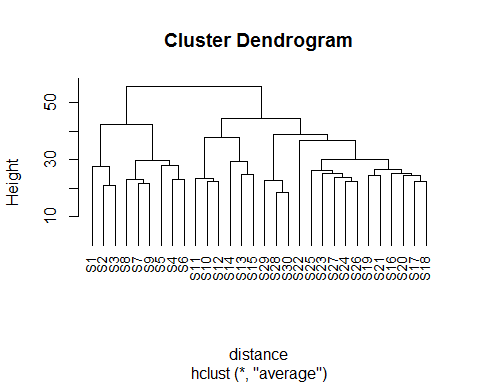 Cluster Dendrogram
Height
50
30
10
S1
S2
S3
S8
S7
S9
S5
S4
S6
S11
S10
S12
S14
S13
S15
S29
S28
S30
S22
S25
S23
S27
S24
S26
S19
S21
S16
S20
S17
S18
distance
hclust (*, "average")